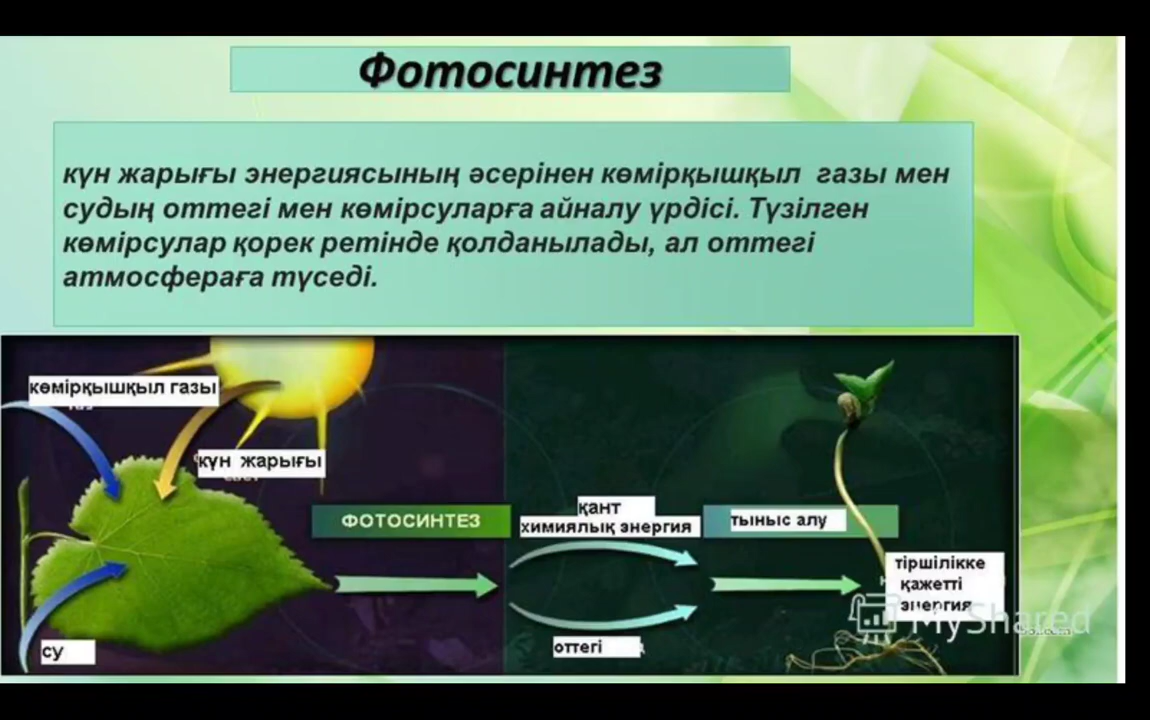 Фотосинтез
күн жарығы энергиясының әсерінен көмірқышқыл газы мен
судың оттегі мен көмірсуларға айналу үрдісі. Түзілген
көмірсулар қорек ретінде қолданылады, ал оттегі
атмосфераға түседі.
көмірқышқыл газы
күн жарығы
ФОТОСИНТЕЗ
қант
химиялық энергия
тыныс алу
тіршілікке
қажетті
энергия
су
оттегі
MyShared